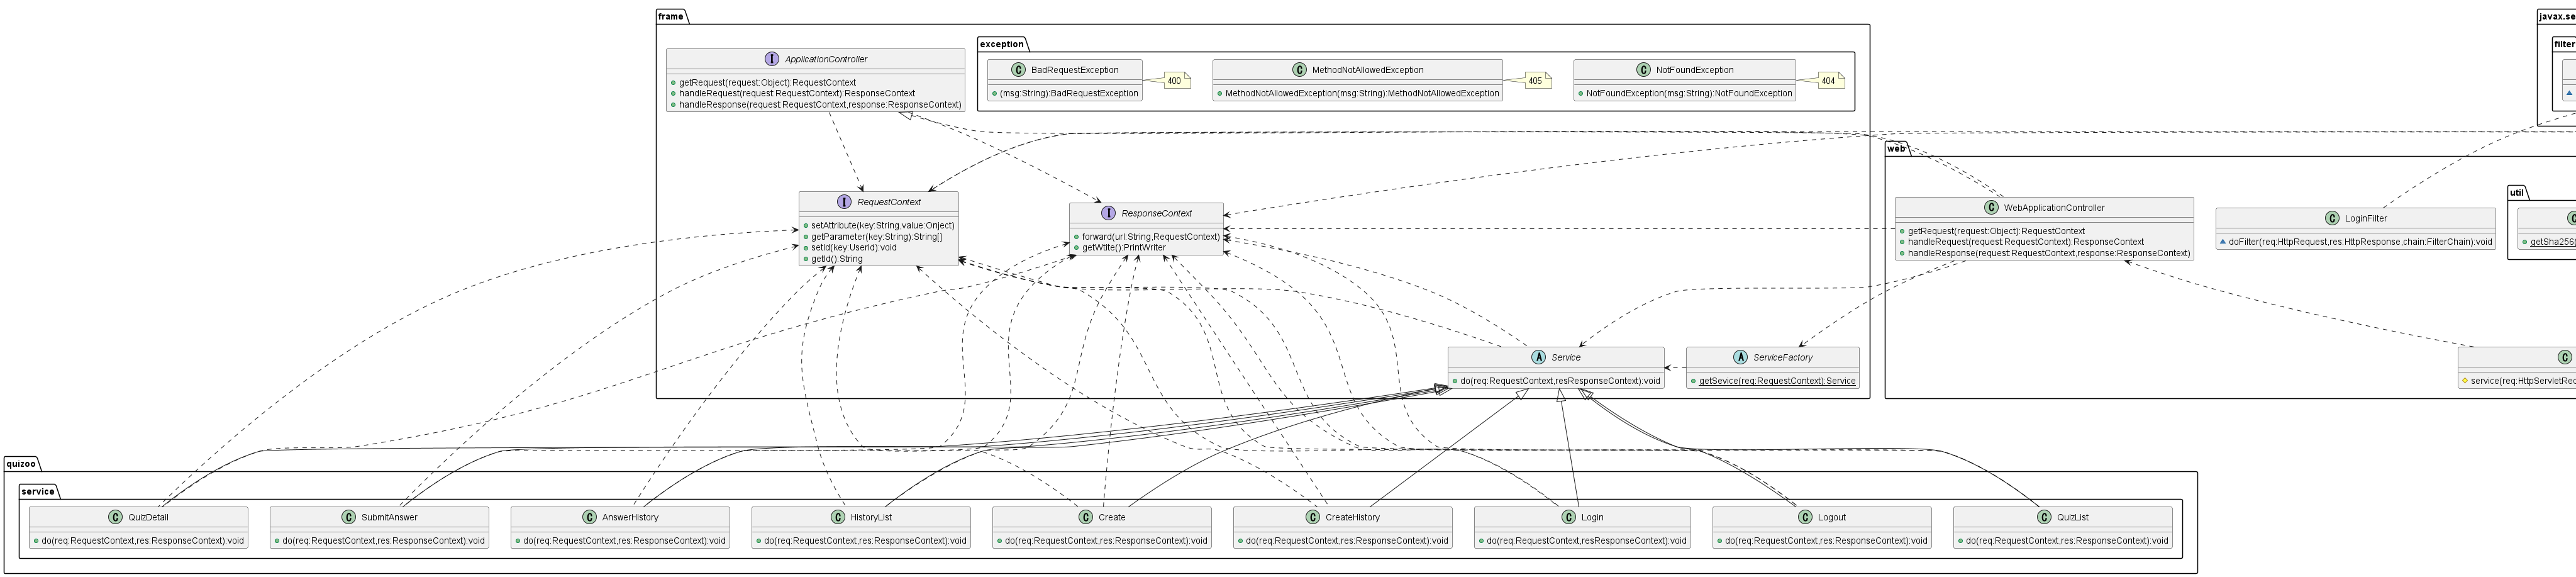 frame
ApplicationController
getRequest(request:Object):RequestContext
handleRequest(request:RequestContext):ResponseContext
handleResponse(request:RequestContext,response:ResponseContext)
exception
BadRequestException
(msg:String):BadRequestException
400
MethodNotAllowedException
MethodNotAllowedException(msg:String):MethodNotAllowedException
405
NotFoundException
NotFoundException(msg:String):NotFoundException
404
javax.se
filter
RequestContext
setAttribute(key:String,value:Onject)
getParameter(key:String):String[]
setId(key:UserId):void
getId():String
ResponseContext
forward(url:String,RequestContext)
getWtite():PrintWriter
web
WebApplicationController
getRequest(request:Object):RequestContext
handleRequest(request:RequestContext):ResponseContext
handleResponse(request:RequestContext,response:ResponseContext)
LoginFilter
doFilter(req:HttpRequest,res:HttpResponse,chain:FilterChain):void
util
getSha256(
Service
do(req:RequestContext,resResponseContext):void
ServiceFactory
getSevice(req:RequestContext):Service
service(req:HttpServletRec
quizoo
service
QuizDetail
do(req:RequestContext,res:ResponseContext):void
SubmitAnswer
do(req:RequestContext,res:ResponseContext):void
AnswerHistory
do(req:RequestContext,res:ResponseContext):void
HistoryList
do(req:RequestContext,res:ResponseContext):void
Create
do(req:RequestContext,res:ResponseContext):void
CreateHistory
do(req:RequestContext,res:ResponseContext):void
Login
do(req:RequestContext,resResponseContext):void
Logout
do(req:RequestContext,res:ResponseContext):void
QuizList
do(req:RequestContext,res:ResponseContext):void